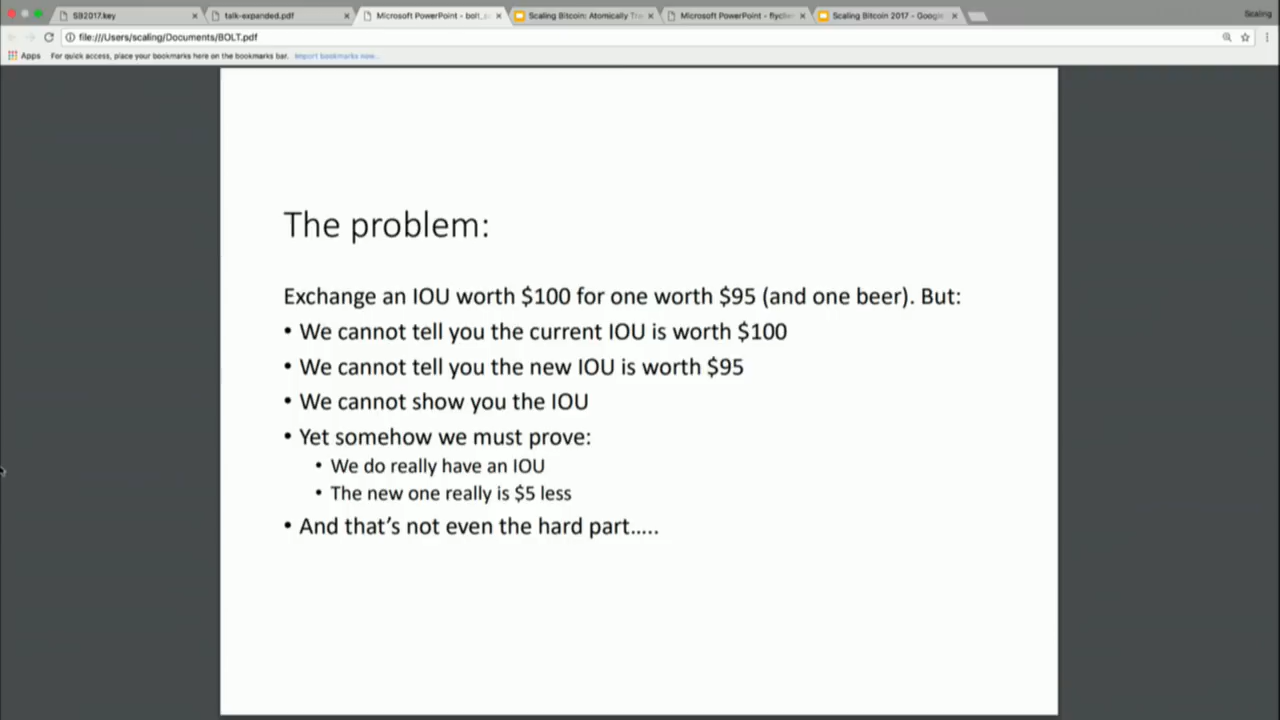 SB2017.key
talk-expanded.pdf
Microsoft PowerPoint - bolt_
Scaling Bitcoin: Atomically Tra
Microsoft PowerPoint - flyclien
Scaling Bitcoin 2017 - Google
Scaling
file:///Users/scaling/Documents/BOLT.pdf
Apps For quick access, place your bookmarks here on the bookmarks bar. Import bookmarks now...
The problem:
Exchange an IOU worth $100 for one worth $95 (and one beer). But:
• We cannot tell you the current IOU is worth $100
• We cannot tell you the new IOU is worth $95
• We cannot show you the IOU
• Yet somehow we must prove:
• We do really have an IOU
• The new one really is $5 less
• And that's not even the hard part.....